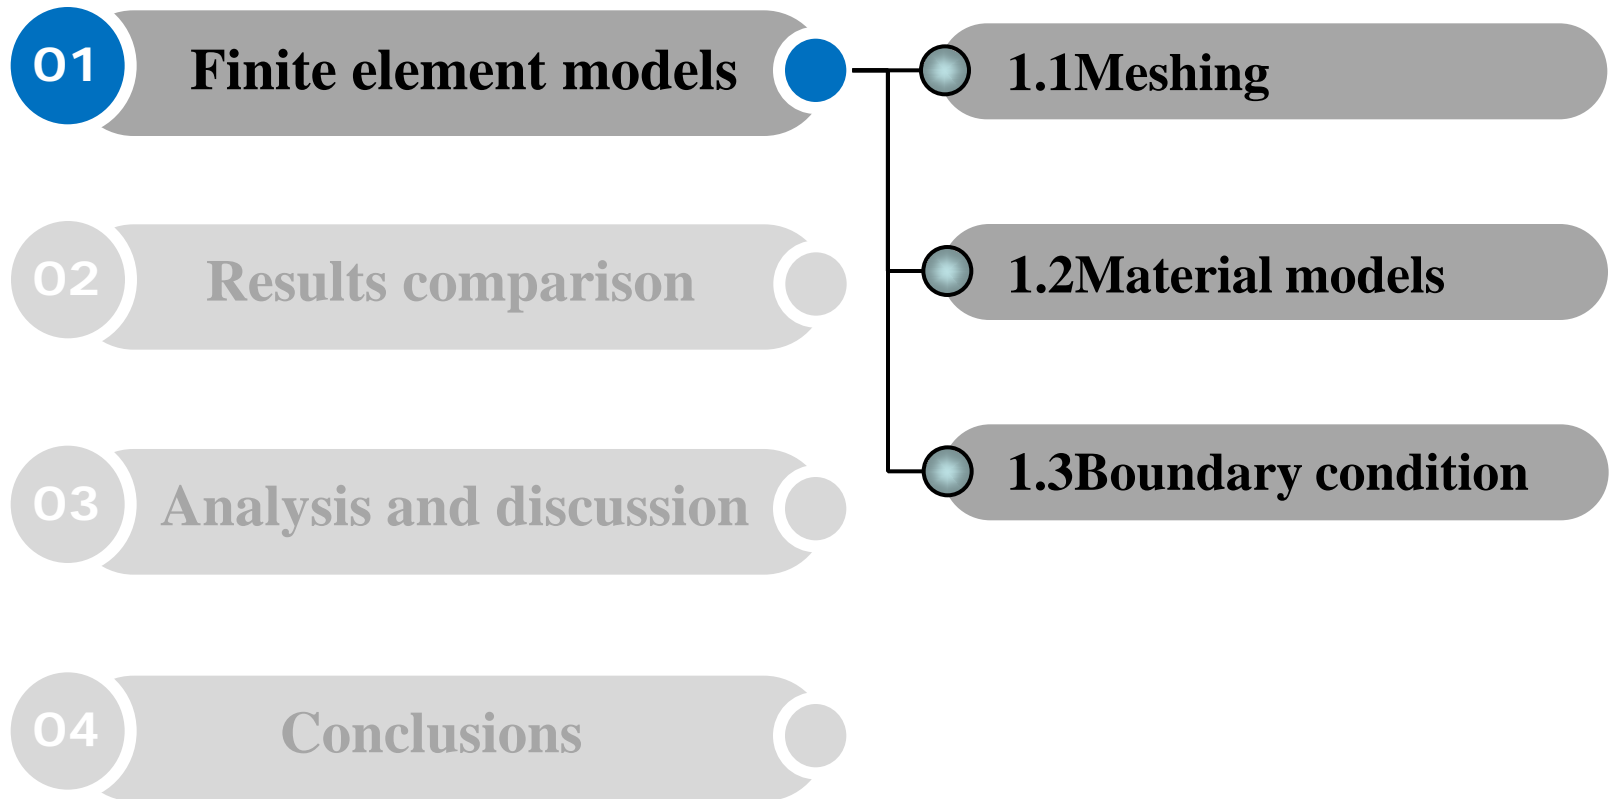 01
Finite element models
1.1Meshing
1.2Material models
1.3Boundary condition
02
Results comparison
03
Analysis and discussion
04
Conclusions